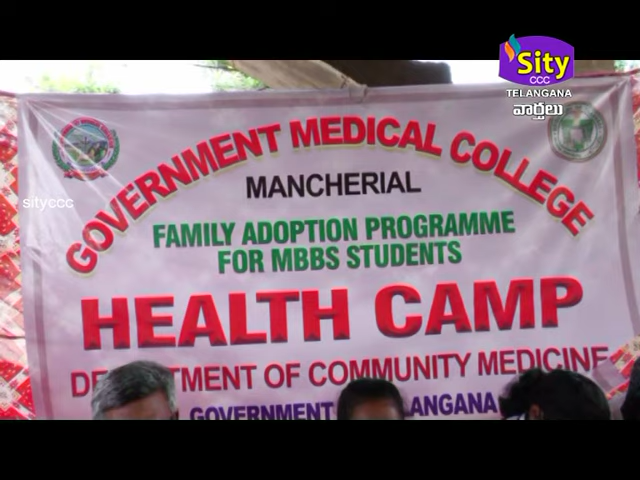 Sity
CCC
TELANGANA
వార్తలు
sityccc
GOVERNMENT MEDICAL COLLEGE
MANCHERIAL
FAMILY ADOPTION PROGRAMME
FOR MBBS STUDENTS
HEALTH CAMP
OF COMMUNITY MEDICINE
GOVERNMENT